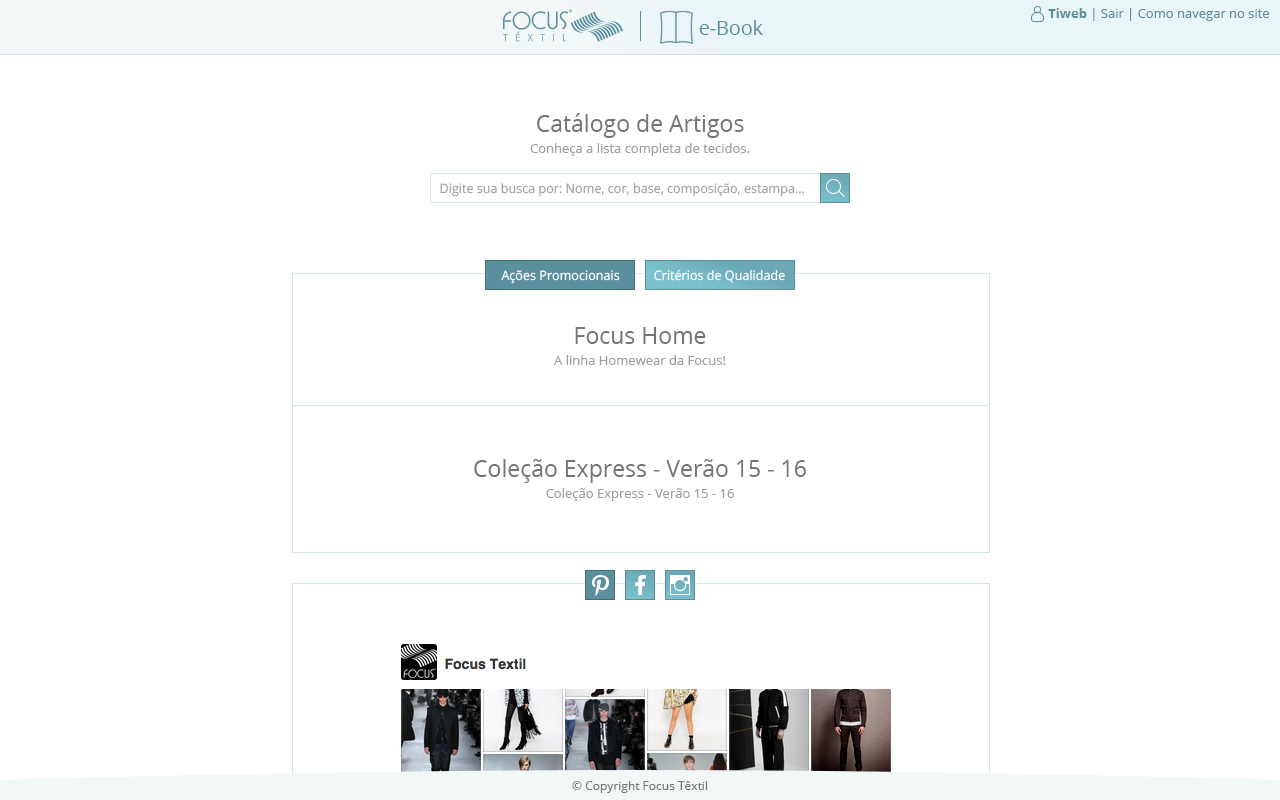 FOCUS®
TÊXTIL
e-Book
Tiweb | Sair | Como navegar no site
Catálogo de Artigos
Conheça a lista completa de tecidos.
Digite sua busca por: Nome, cor, base, composição, estampa...
Ações Promocionais
Critérios de Qualidade
Focus Home
A linha Homewear da Focus!
Coleção Express - Verão 15 - 16
Coleção Express - Verão 15 - 16
FOCUS
Focus Textil
© Copyright Focus Têxtil